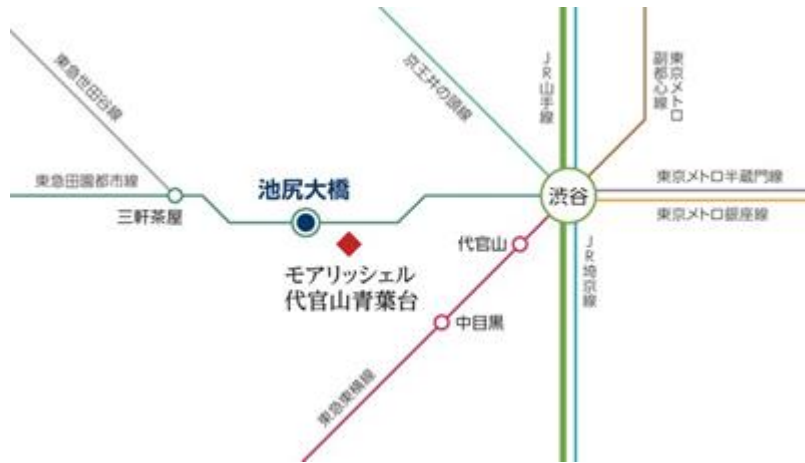 東急世田谷線
京王井の頭線
JR山手線
東京メトロ
副都心線
東急田園都市線
池尻大橋
渋谷
東京メトロ半蔵門線
三軒茶屋
東京メトロ銀座線
代官山
JR埼京線
モアリッシェル
代官山青葉台
中目黒
東急東横線